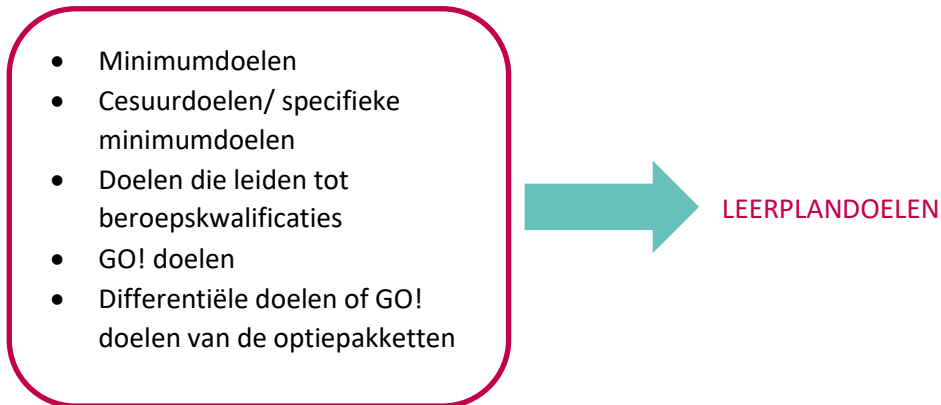 • Minimumdoelen
• Cesuurdoelen/ specifieke
minimumdoelen
• Doelen die leiden tot
beroepskwalificaties
• GO! doelen
• Differentiële doelen of GO!
doelen van de optiepakketten
LEERPLANDOELEN